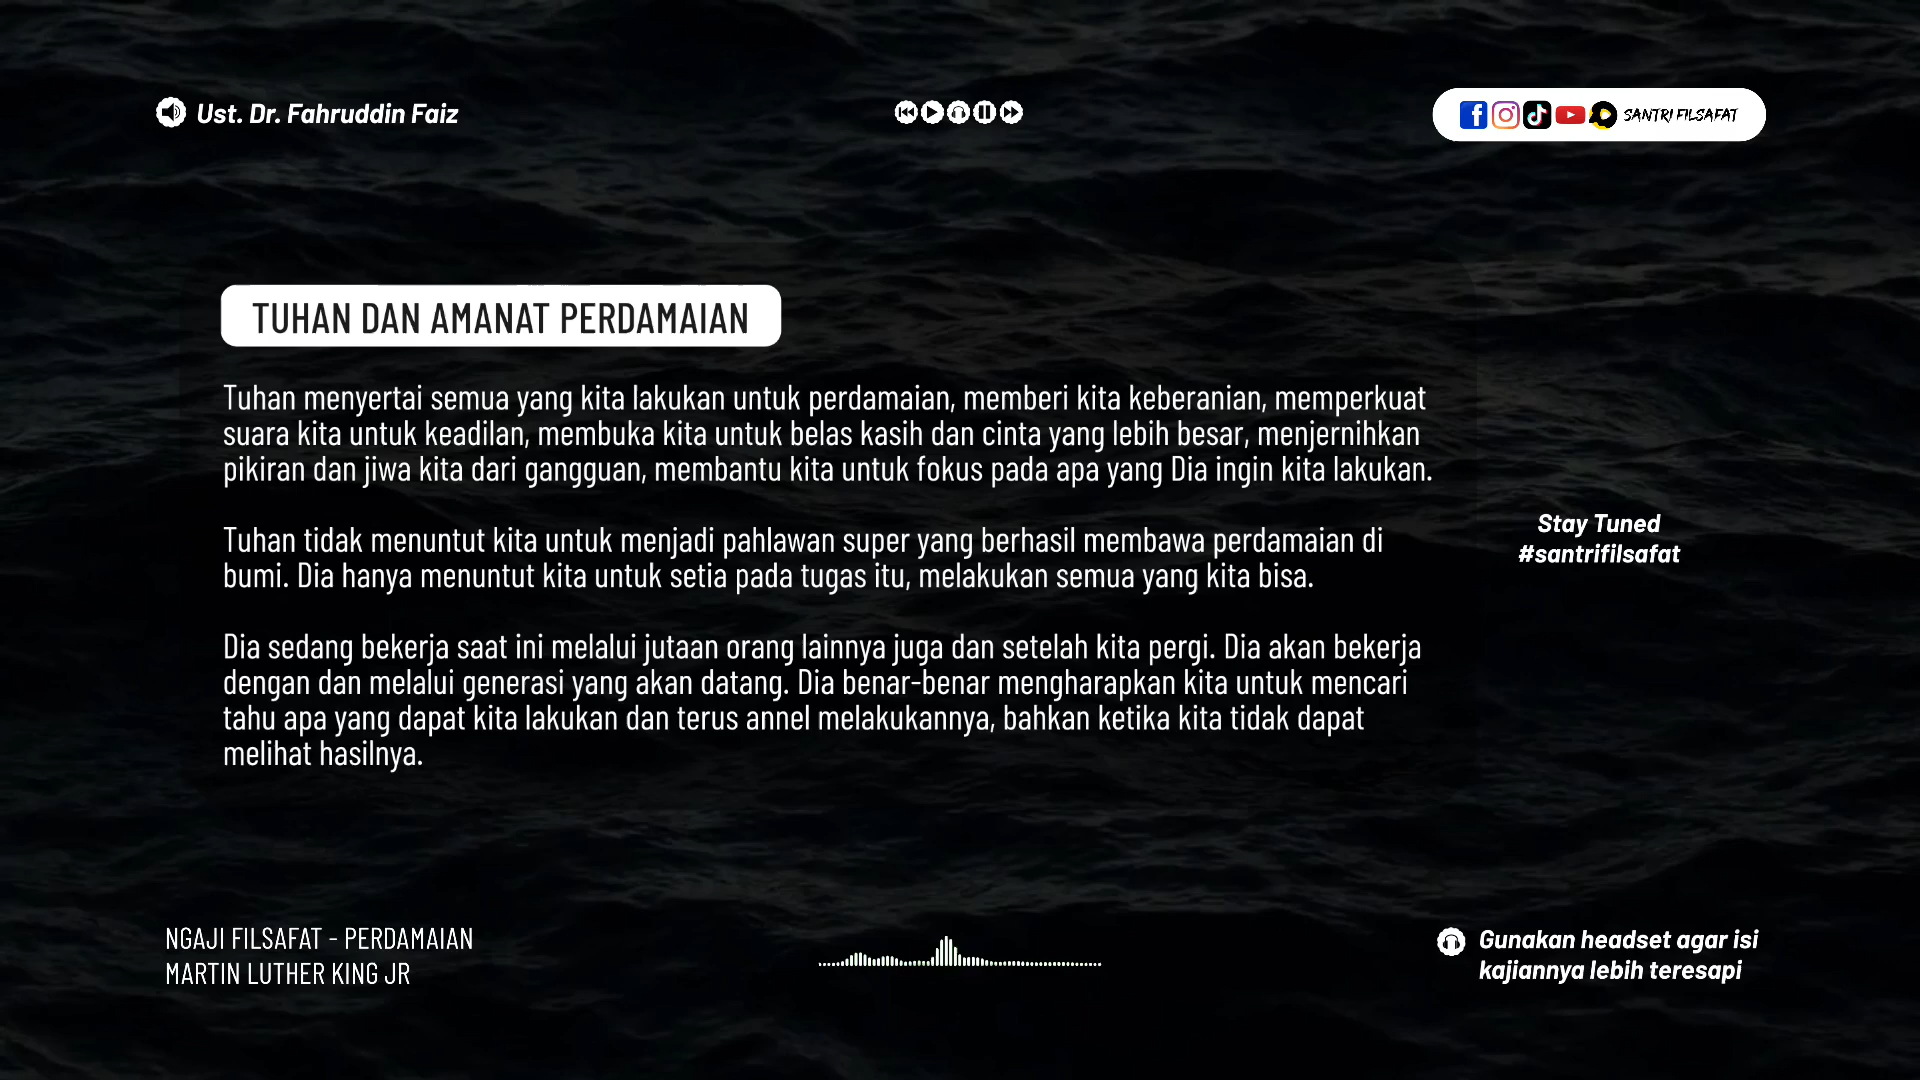 Ust. Dr. Fahruddin Faiz
SANTRI FILSAFAT
TUHAN DAN AMANAT PERDAMAIAN
Tuhan menyertai semua yang kita lakukan untuk perdamaian, memberi kita keberanian, memperkuat
suara kita untuk keadilan, membuka kita untuk belas kasih dan cinta yang lebih besar, menjernihkan
pikiran dan jiwa kita dari gangguan, membantu kita untuk fokus pada apa yang Dia ingin kita lakukan.
Tuhan tidak menuntut kita untuk menjadi pahlawan super yang berhasil membawa perdamaian di
bumi. Dia hanya menuntut kita untuk setia pada tugas itu, melakukan semua yang kita bisa.
Dia sedang bekerja saat ini melalui jutaan orang lainnya juga dan setelah kita pergi. Dia akan bekerja
dengan dan melalui generasi yang akan datang. Dia benar-benar mengharapkan kita untuk mencari
tahu apa yang dapat kita lakukan dan terus annel melakukannya, bahkan ketika kita tidak dapat
melihat hasilnya.
Stay Tuned
#santrifilsafat
NGAJI FILSAFAT - PERDAMAIAN
MARTIN LUTHER KING JR
Gunakan headset agar isi
kajiannya lebih teresapi